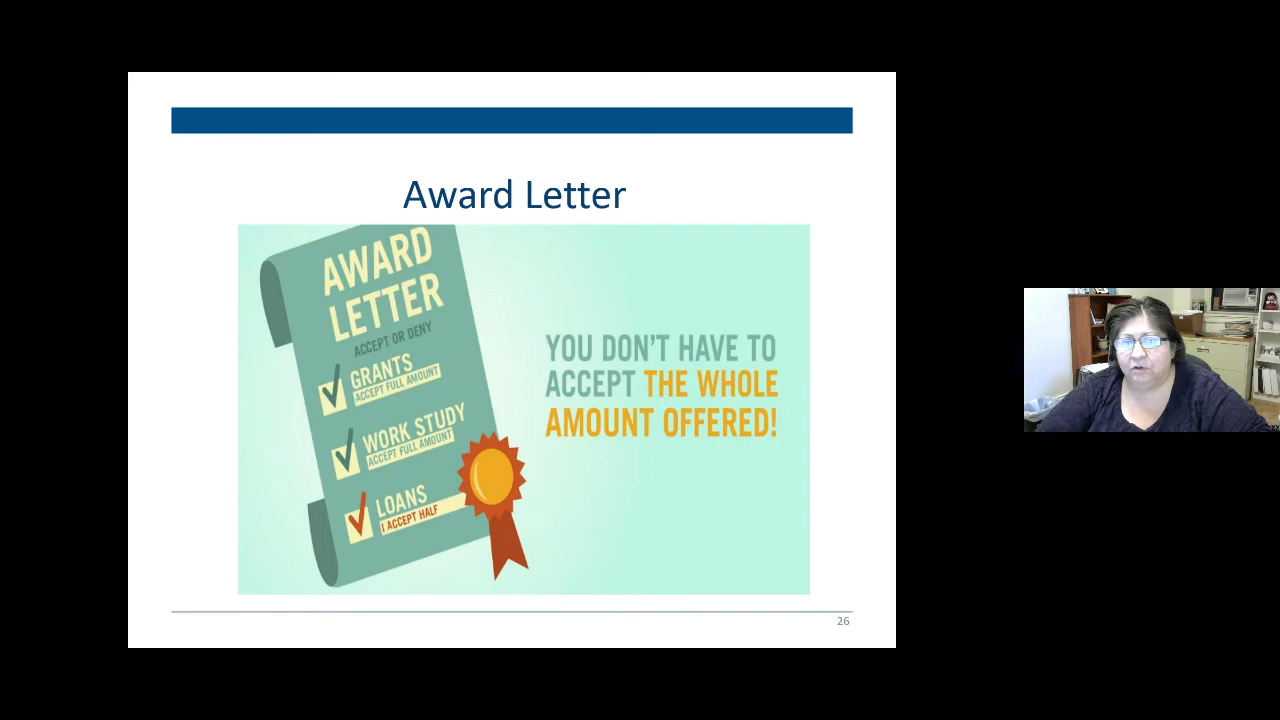 Award Letter
AWARD
LETTER
ACCEPT OR DENY
GRANTS
ACCEPT FULL AMOUNT
WORK STUDY
ACCEPT FULL AMOUNT
LOANS
I ACCEPT HALF
YOU DON'T HAVE TO
ACCEPT THE WHOLE
AMOUNT OFFERED!
26